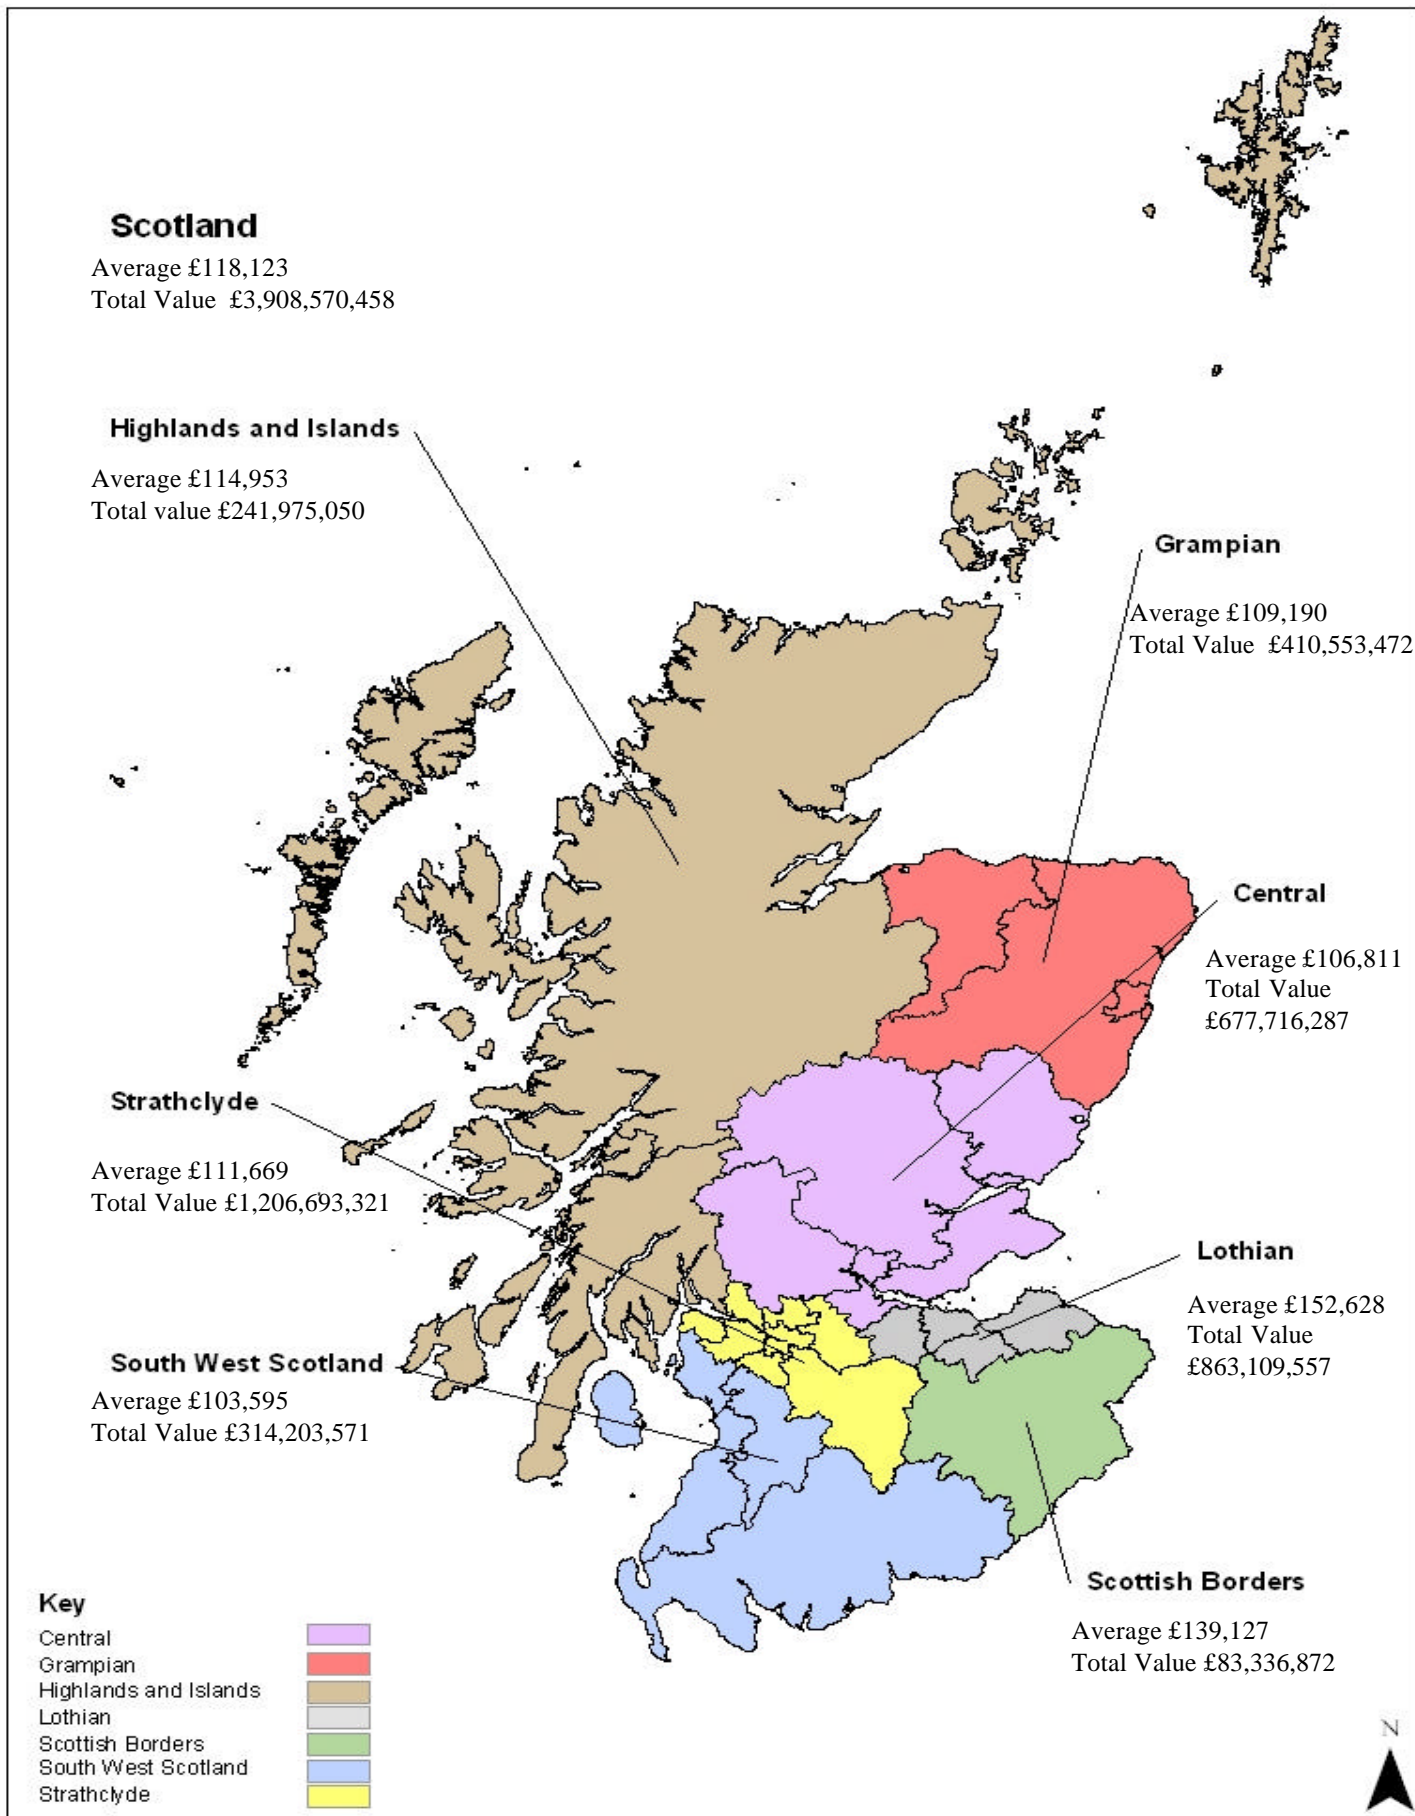 Scotland
Average £118,123
Total Value £3,908,570,458
Highlands and Islands
Average £114,953
Total value £241,975,050
Grampian
Average £109,190
Total Value £410,553,472
Central
Average £106,811
Total Value
£677,716,287
Strathclyde
Average £111,669
Total Value £1,206,693,321
Lothian
Average £152,628
Total Value
£863,109,557
South West Scotland
Average £103,595
Total Value £314,203,571
Scottish Borders
Average £139,127
Total Value £83,336,872
Key
Central
Grampian
Highlands and Islands
Lothian
Scottish Borders
South West Scotland
Strathclyde
N